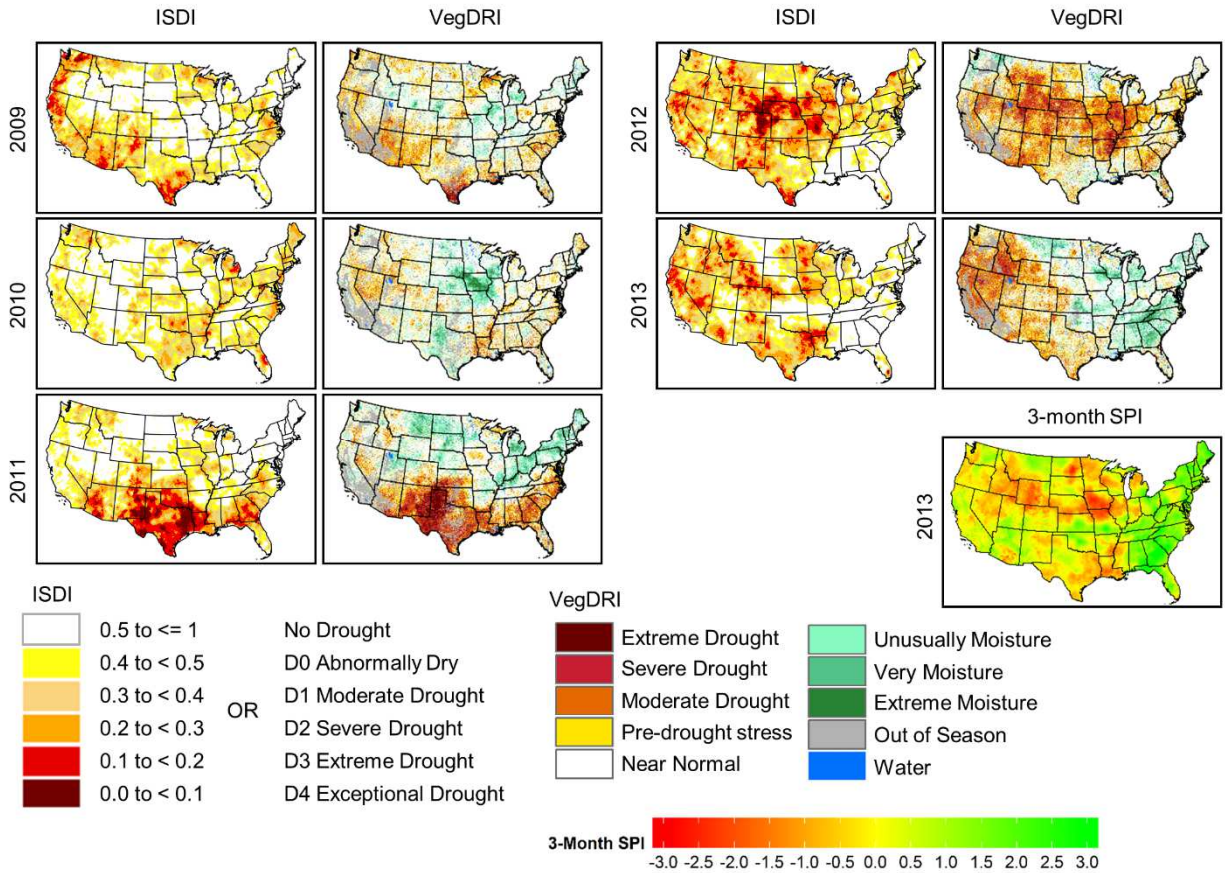 ISDI VegDRI ISDI VegDRI
2009
2012
2010
2013
2011
3-month SPI
2013
ISDI
0.5 to <= 1 No Drought
0.4 to < 0.5 D0 Abnormally Dry
0.3 to < 0.4 D1 Moderate Drought
OR
0.2 to < 0.3 D2 Severe Drought
0.1 to < 0.2 D3 Extreme Drought
0.0 to < 0.1 D4 Exceptional Drought
VegDRI
Extreme Drought Unusually Moisture
Severe Drought Very Moisture
Moderate Drought Extreme Moisture
Pre-drought stress Out of Season
Near Normal Water
3-Month SPI
-3.0 -2.5 -2.0 -1.5 -1.0 -0.5 0.0 0.5 1.0 1.5 2.0 2.5 3.0